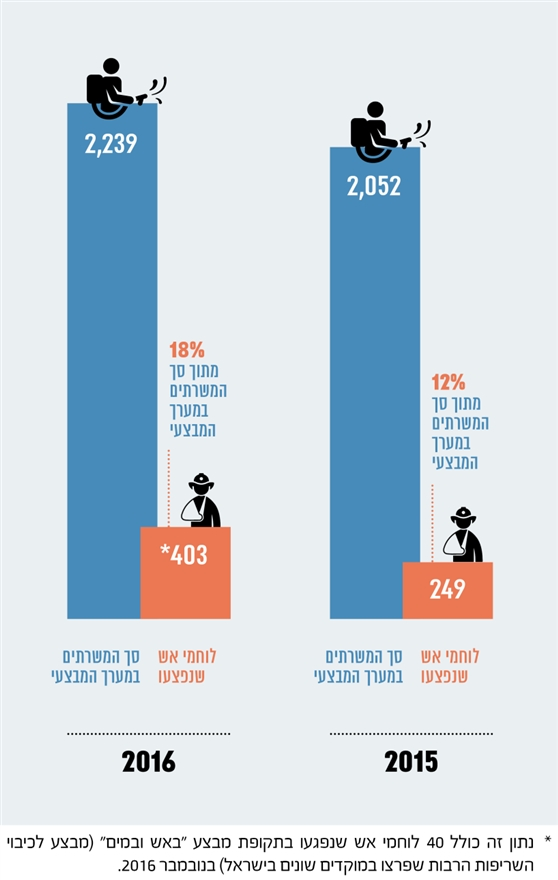 2,052
12%
מתוך סך
המשרתים
במערך
המבצעי
249
לוחמי אש
שנפצעו
סך המשרתים
במערך המבצעי
2015
2,239
18%
מתוך סך
המשרתים
במערך
המבצעי
*403
לוחמי אש
שנפצעו
סך המשרתים
במערך המבצעי
2016
* נתון זה כולל 40 לוחמי אש שנפגעו בתקופת מבצע "באש ובמים" (מבצע לכיבוי
השריפות הרבות שפרצו במוקדים שונים בישראל) בנובמבר 2016.